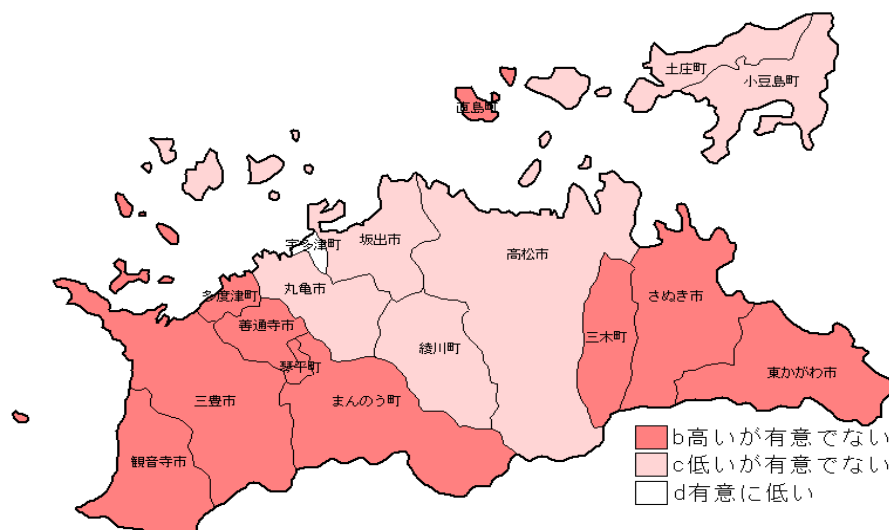 土庄町
小豆島町
直島町
宇多津町
坂出市
高松市
多度津町
丸亀市
さぬき市
善通寺市
三木町
綾川町
琴平町
東かがわ市
三豊市
まんのう町
観音寺市
b高いが有意でない
c低いが有意でない
d有意に低い